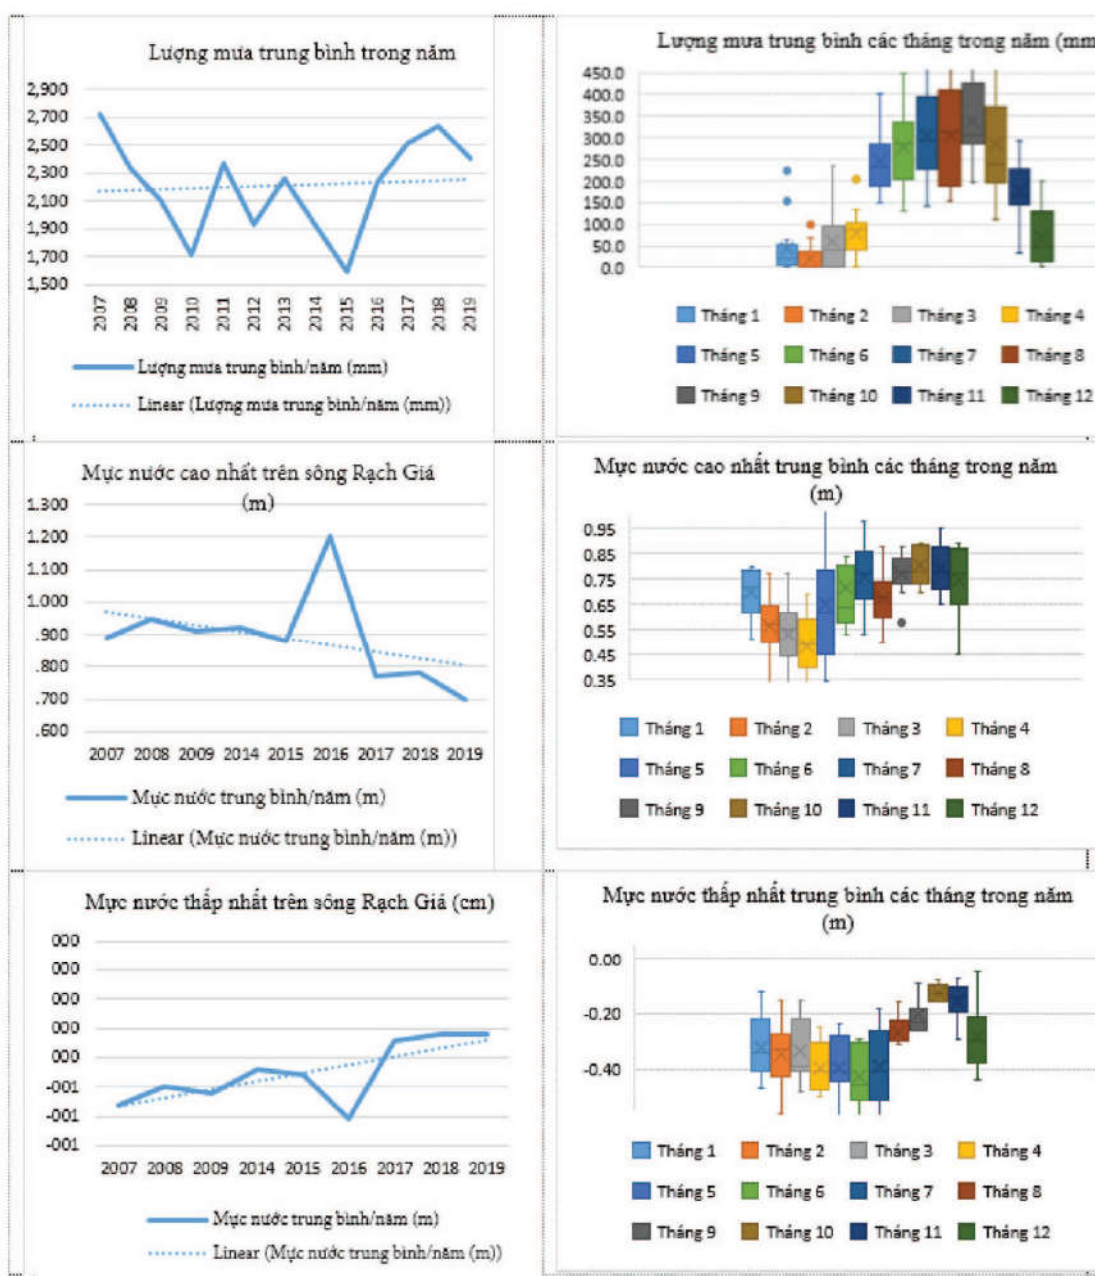 Lượng mưa trung bình trong năm
2,900
2,700
2,500
2,300
2,100
1,900
1,700
1,500
2007 2008 2009 2010 2011 2012 2013 2014 2015 2016 2017 2018 2019
Lượng mưa trung bình/năm (mm)
Linear (Lượng mưa trung bình/năm (mm))
Lượng mưa trung bình các tháng trong năm (mm
450.0
400.0
350.0
300.0
250.0
200.0
150.0
100.0
50.0
0.0
Tháng 1 Tháng 2 Tháng 3 Tháng 4
Tháng 5 Tháng 6 Tháng 7 Tháng 8
Tháng 9 Tháng 10 Tháng 11 Tháng 12
Mực nước cao nhất trên sông Rạch Giá
(m)
1.300
1.200
1.100
1.000
.900
.800
.700
.600
2007 2008 2009 2014 2015 2016 2017 2018 2019
Mực nước trung bình/năm (m)
Linear (Mực nước trung bình/năm (m))
Mực nước cao nhất trung bình các tháng trong năm
(m)
0.95
0.85
0.75
0.65
0.55
0.45
0.35
Tháng 1 Tháng 2 Tháng 3 Tháng 4
Tháng 5 Tháng 6 Tháng 7 Tháng 8
Tháng 9 Tháng 10 Tháng 11 Tháng 12
Mực nước thấp nhất trên sông Rạch Giá (cm)
000
000
000
000
000
-001
-001
-001
2007 2008 2009 2014 2015 2016 2017 2018 2019
Mực nước trung bình/năm (m)
Linear (Mực nước trung bình/năm (m))
Mực nước thấp nhất trung bình các tháng trong năm
(m)
0.00
-0.20
-0.40
Tháng 1 Tháng 2 Tháng 3 Tháng 4
Tháng 5 Tháng 6 Tháng 7 Tháng 8
Tháng 9 Tháng 10 Tháng 11 Tháng 12